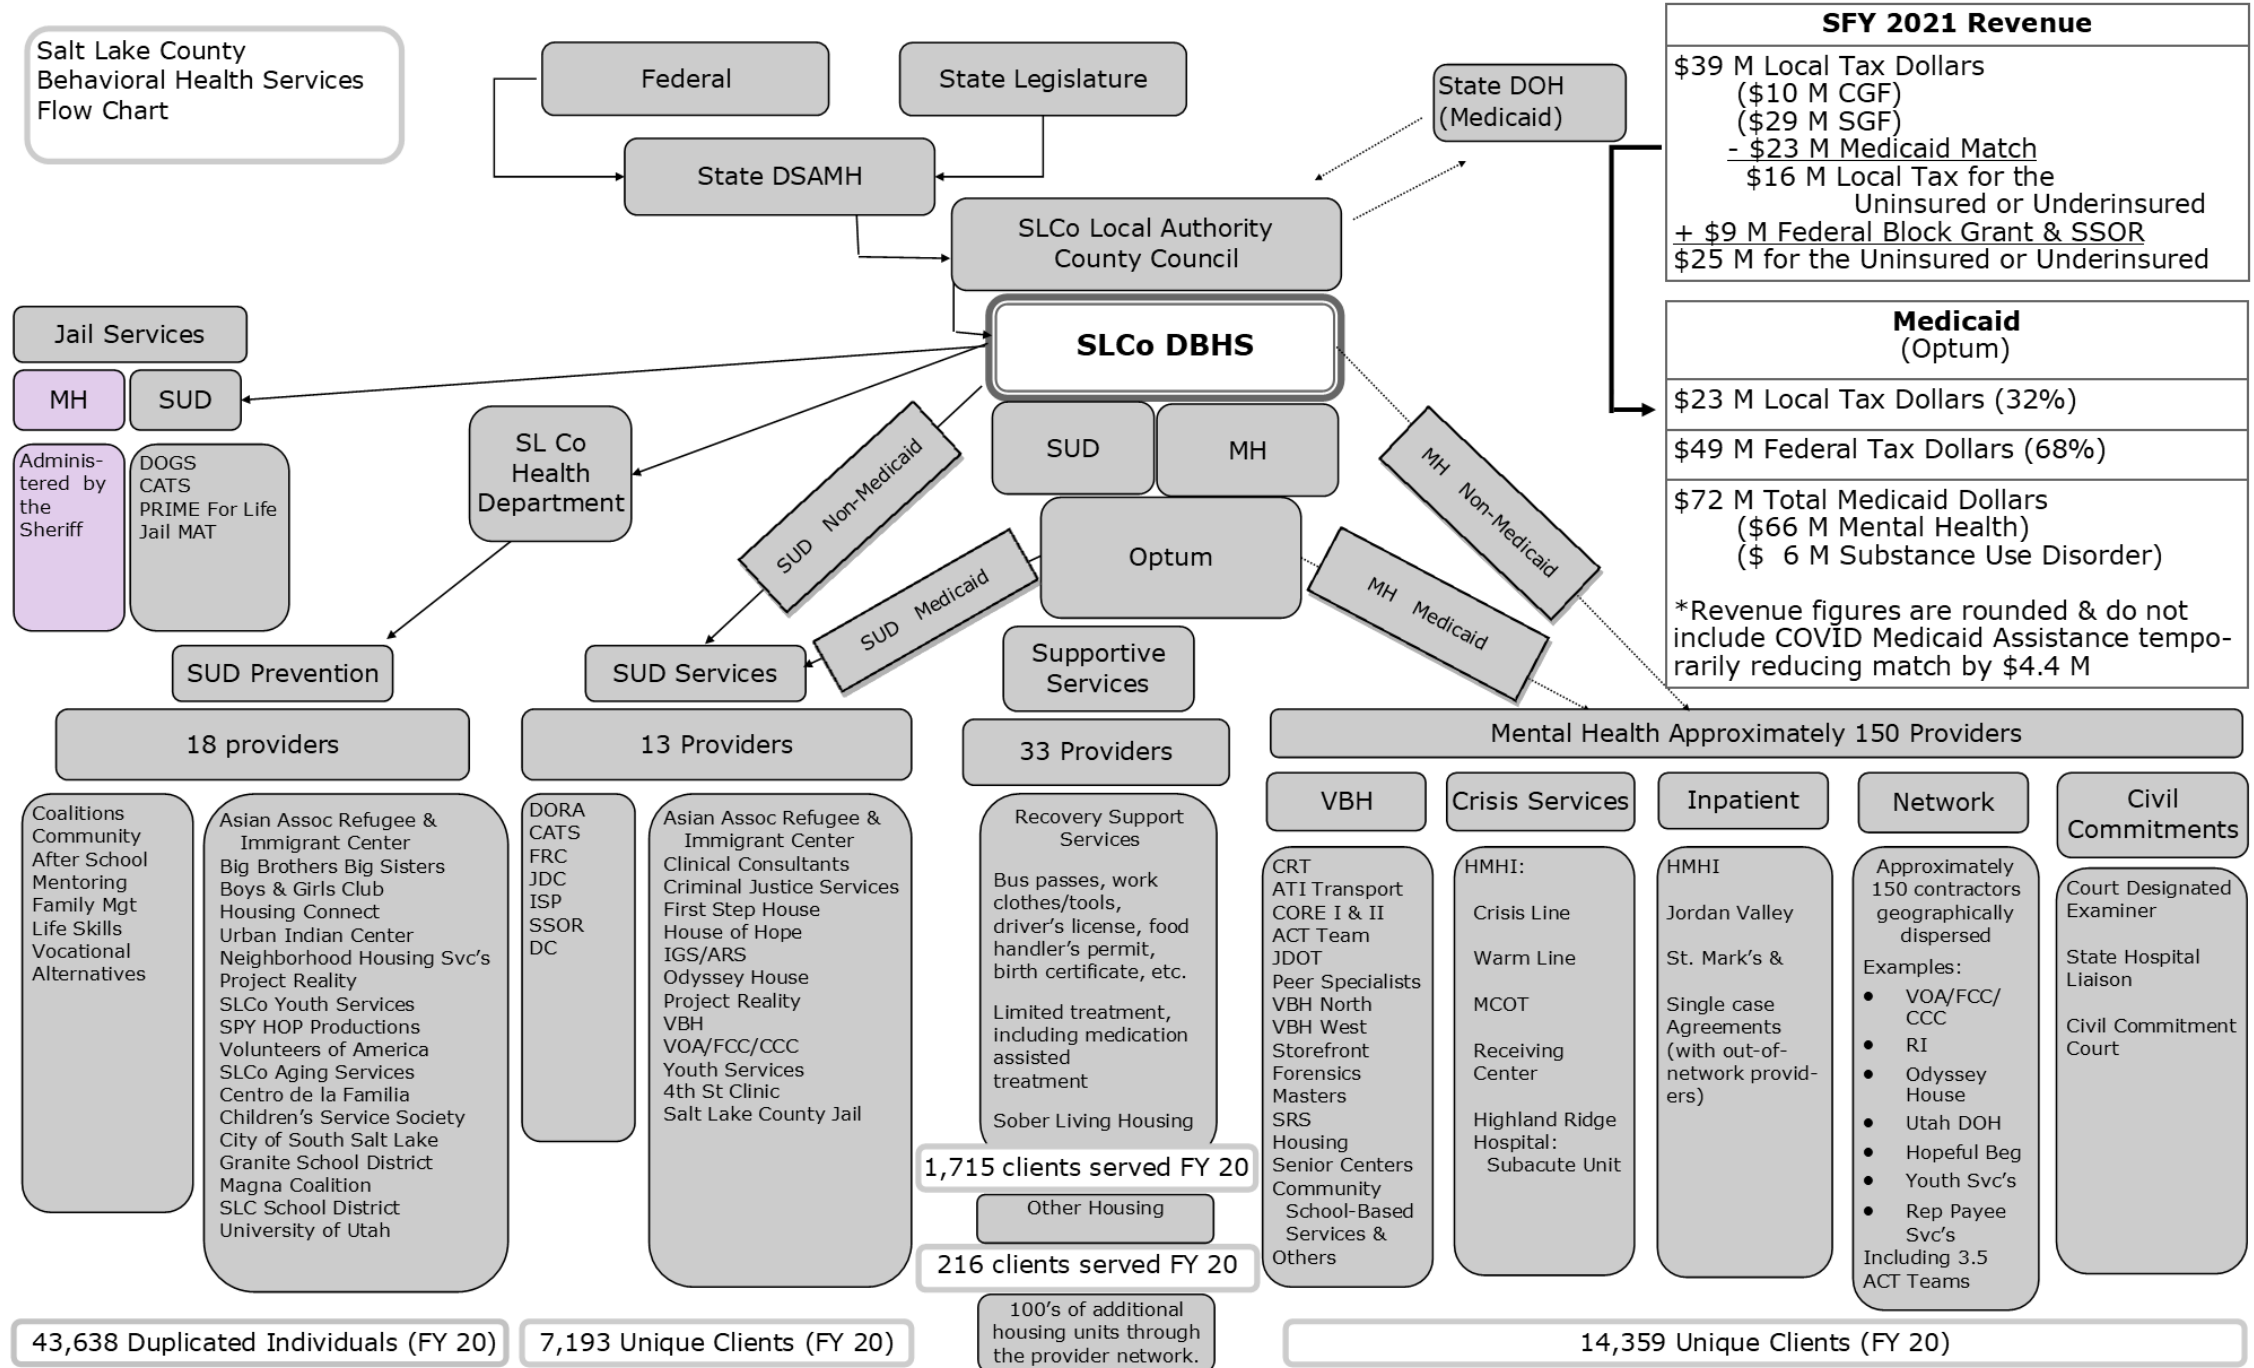 Salt Lake County
Behavioral Health Services
Flow Chart
Federal
State Legislature
State DOH
(Medicaid)
State DSAMH
SLCo Local Authority
County Council
SLCo DBHS
SFY 2021 Revenue
$39 M Local Tax Dollars
($10 M CGF)
($29 M SGF)
- $23 M Medicaid Match
$16 M Local Tax for the
Uninsured or Underinsured
+ $9 M Federal Block Grant & SSOR
$25 M for the Uninsured or Underinsured
Medicaid
(Optum)
$23 M Local Tax Dollars (32%)
$49 M Federal Tax Dollars (68%)
$72 M Total Medicaid Dollars
($66 M Mental Health)
($ 6 M Substance Use Disorder)
*Revenue figures are rounded & do not
include COVID Medicaid Assistance tempo-
rarily reducing match by $4.4 M
Jail Services
MH
SUD
Adminis-
tered by
the
Sheriff
DOGS
CATS
PRIME For Life
Jail MAT
SL Co
Health
Department
SUD Non-Medicaid
SUD Medicaid
SUD
MH
Optum
MH Non-Medicaid
MH Medicaid
SUD Prevention
18 providers
Coalitions
Community
After School
Mentoring
Family Mgt
Life Skills
Vocational
Alternatives
Asian Assoc Refugee &
Immigrant Center
Big Brothers Big Sisters
Boys & Girls Club
Housing Connect
Urban Indian Center
Neighborhood Housing Svc’s
Project Reality
SLCo Youth Services
SPY HOP Productions
Volunteers of America
SLCo Aging Services
Centro de la Familia
Children’s Service Society
City of South Salt Lake
Granite School District
Magna Coalition
SLC School District
University of Utah
43,638 Duplicated Individuals (FY 20)
SUD Services
13 Providers
DORA
CATS
FRC
JDC
ISP
SSOR
DC
Asian Assoc Refugee &
Immigrant Center
Clinical Consultants
Criminal Justice Services
First Step House
House of Hope
IGS/ARS
Odyssey House
Project Reality
VBH
VOA/FCC/CCC
Youth Services
4th St Clinic
Salt Lake County Jail
7,193 Unique Clients (FY 20)
Supportive
Services
33 Providers
Recovery Support
Services
Bus passes, work
clothes/tools,
driver’s license, food
handler’s permit,
birth certificate, etc.
Limited treatment,
including medication
assisted
treatment
Sober Living Housing
1,715 clients served FY 20
Other Housing
216 clients served FY 20
100’s of additional
housing units through
the provider network.
Mental Health Approximately 150 Providers
VBH
CRT
ATI Transport
CORE I & II
ACT Team
JDOT
Peer Specialists
VBH North
VBH West
Storefront
Forensics
Masters
SRS
Housing
Senior Centers
Community
School-Based
Services &
Others
Crisis Services
HMHI:
Crisis Line
Warm Line
MCOT
Receiving
Center
Highland Ridge
Hospital:
Subacute Unit
Inpatient
HMHI
Jordan Valley
St. Mark’s &
Single case
Agreements
(with out-of-
network provid-
ers)
Network
Approximately
150 contractors
geographically
dispersed
Examples:
• VOA/FCC/
CCC
• RI
• Odyssey
House
• Utah DOH
• Hopeful Beg
• Youth Svc’s
• Rep Payee
Svc’s
Including 3.5
ACT Teams
Civil
Commitments
Court Designated
Examiner
State Hospital
Liaison
Civil Commitment
Court
14,359 Unique Clients (FY 20)